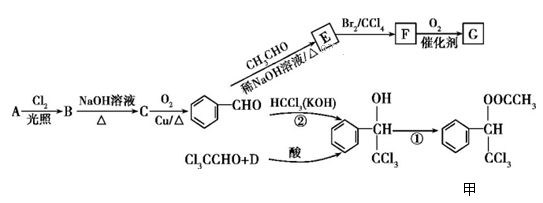 CH₃CHO
稀NaOH溶液/△
E
Br₂/CCl₄
F
O₂
催化剂
G
A
Cl₂
光照
B
NaOH溶液
△
C
O₂
Cu/△
CHO
HCCl₃(KOH)
②
Cl₃CCHO+D
酸
OH
CH
CCl₃
①
OOCCH₃
CH
CCl₃
甲